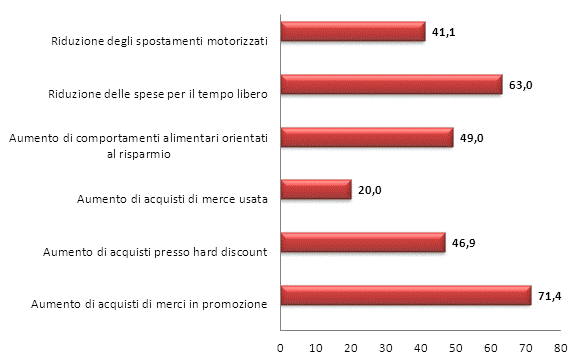 Riduzione degli spostamenti motorizzati
41,1
Riduzione delle spese per il tempo libero
63,0
Aumento di comportamenti alimentari orientati
al risparmio
49,0
Aumento di acquisti di merce usata
20,0
Aumento di acquisti presso hard discount
46,9
Aumento di acquisti di merci in promozione
71,4
0 10 20 30 40 50 60 70 80